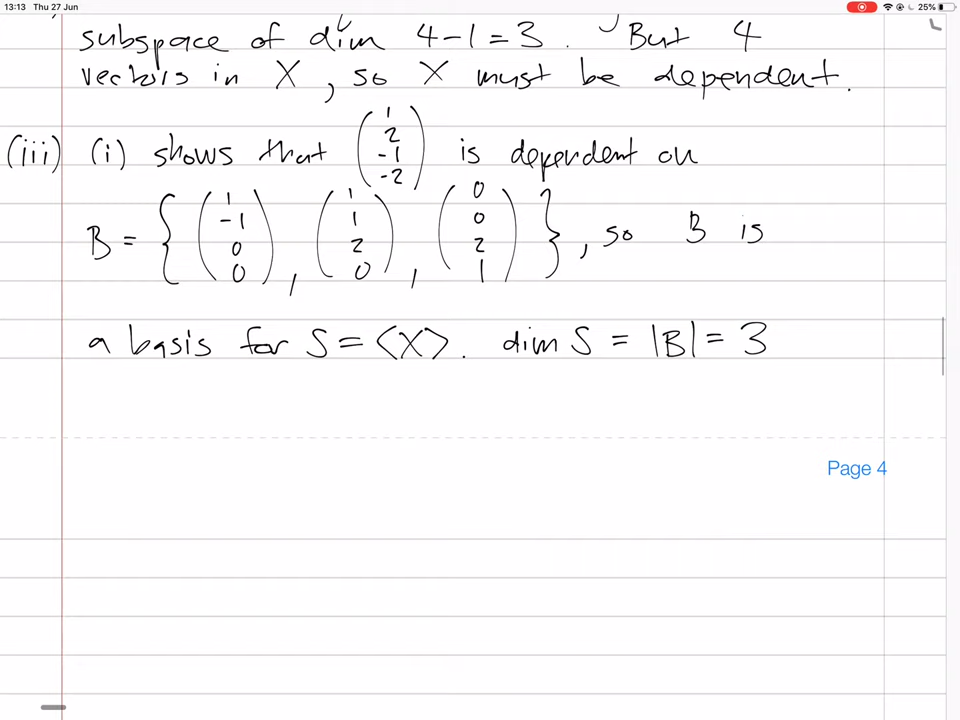 13:13 Thu 27 Jun 25%
subspace of dim 4-1=3. But 4
vectors in X, so X must be dependent.
(iii) (i) shows that (1 2 -1 -2) is dependent on
B = { (1 -1 0 0), (1 1 2 0), (0 0 2 1) }, so B is
a basis for S = <X>. dim S = |B| = 3
Page 4